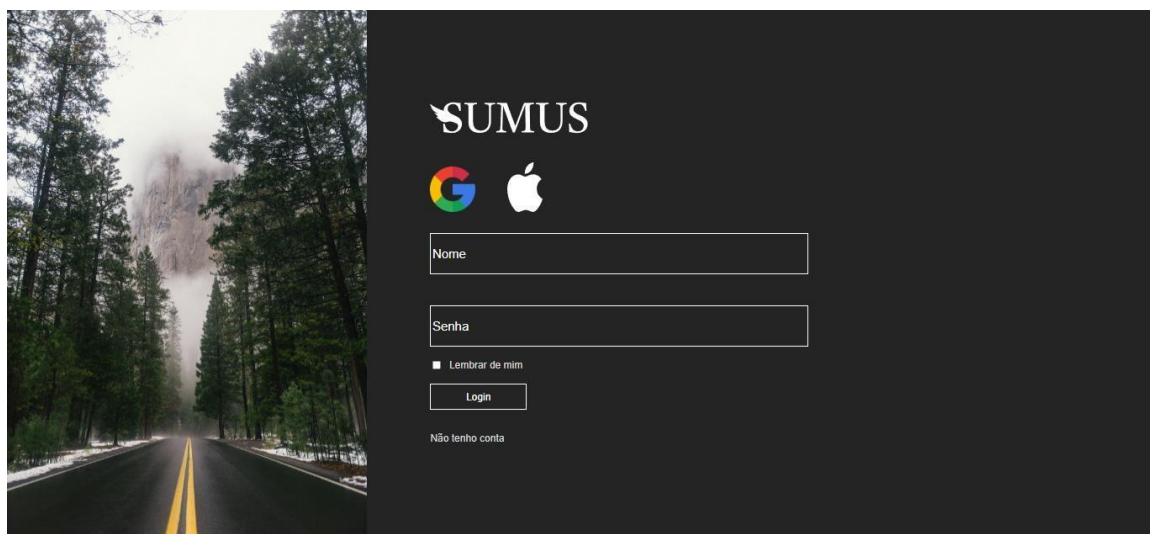 SUMUS
Nome
Senha
Lembrar de mim
Login
Não tenho conta